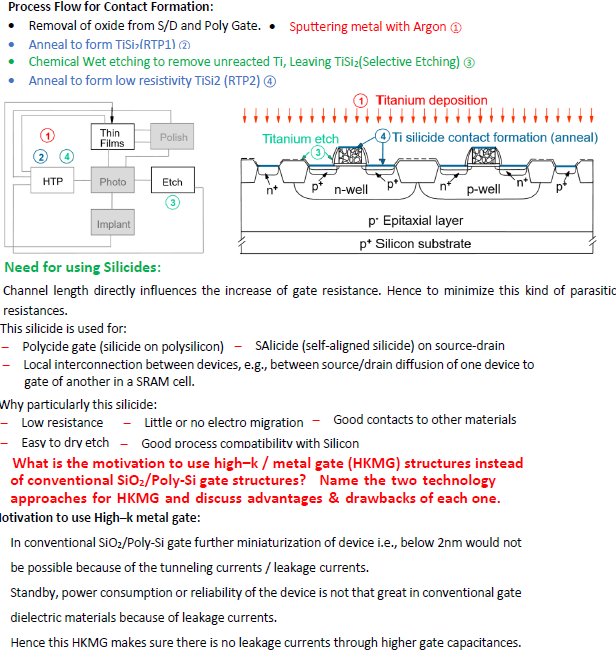 Process Flow for Contact Formation:
• Removal of oxide from S/D and Poly Gate. • Sputtering metal with Argon ①
• Anneal to form TiSi₂(RTP1) ②
• Chemical Wet etching to remove unreacted Ti, Leaving TiSi₂(Selective Etching) ③
• Anneal to form low resistivity TiSi2 (RTP2) ④
① Titanium deposition
Titanium etch
③
④ Ti silicide contact formation (anneal)
n⁺ p⁺ n-well p⁺ n⁺ p-well n⁺ p⁺
p⁻ Epitaxial layer
p⁺ Silicon substrate
①
② ④
Thin Films
Polish
HTP
Photo
Etch
③
Implant
Need for using Silicides:
Channel length directly influences the increase of gate resistance. Hence to minimize this kind of parasitic
resistances.
This silicide is used for:
– Polycide gate (silicide on polysilicon) – SAlicide (self-aligned silicide) on source-drain
– Local interconnection between devices, e.g., between source/drain diffusion of one device to
gate of another in a SRAM cell.
Why particularly this silicide:
– Low resistance – Little or no electro migration – Good contacts to other materials
– Easy to dry etch – Good process compatibility with Silicon
What is the motivation to use high–k / metal gate (HKMG) structures instead
of conventional SiO₂/Poly-Si gate structures? Name the two technology
approaches for HKMG and discuss advantages & drawbacks of each one.
Motivation to use High–k metal gate:
In conventional SiO₂/Poly-Si gate further miniaturization of device i.e., below 2nm would not
be possible because of the tunneling currents / leakage currents.
Standby, power consumption or reliability of the device is not that great in conventional gate
dielectric materials because of leakage currents.
Hence this HKMG makes sure there is no leakage currents through higher gate capacitances.